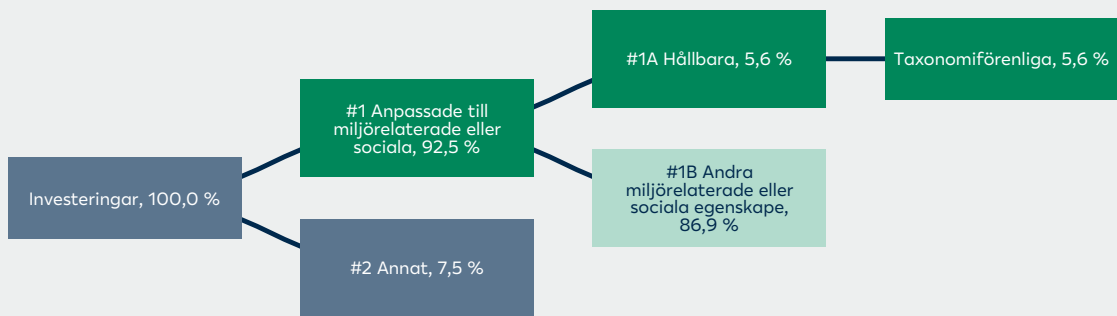 Investeringar, 100,0 %
#1 Anpassade till
miljörelaterade eller
sociala, 92,5 %
#2 Annat, 7,5 %
#1A Hållbara, 5,6 %
#1B Andra
miljörelaterade eller
sociala egenskape,
86,9 %
Taxonomiförenliga, 5,6 %